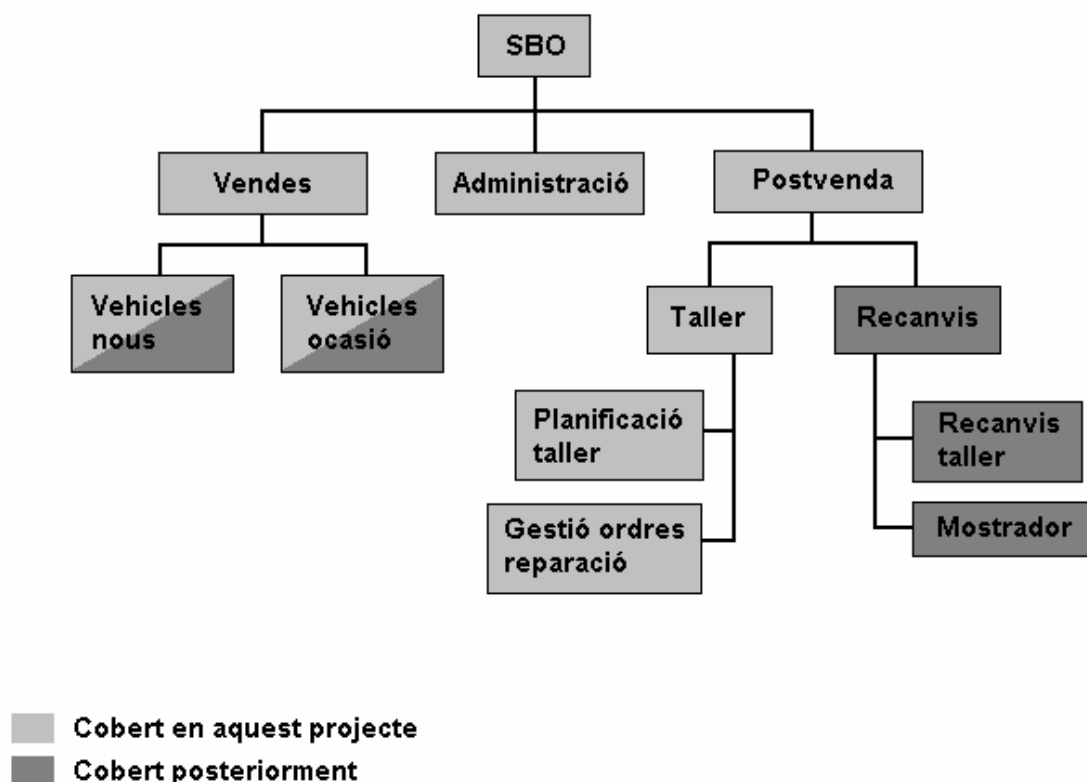 SBO
Vendes
Administració
Postvenda
Vehicles
nous
Vehicles
ocasió
Taller
Recanvis
Planificació
taller
Gestió ordres
reparació
Recanvis
taller
Mostrador
Cobert en aquest projecte
Cobert posteriorment